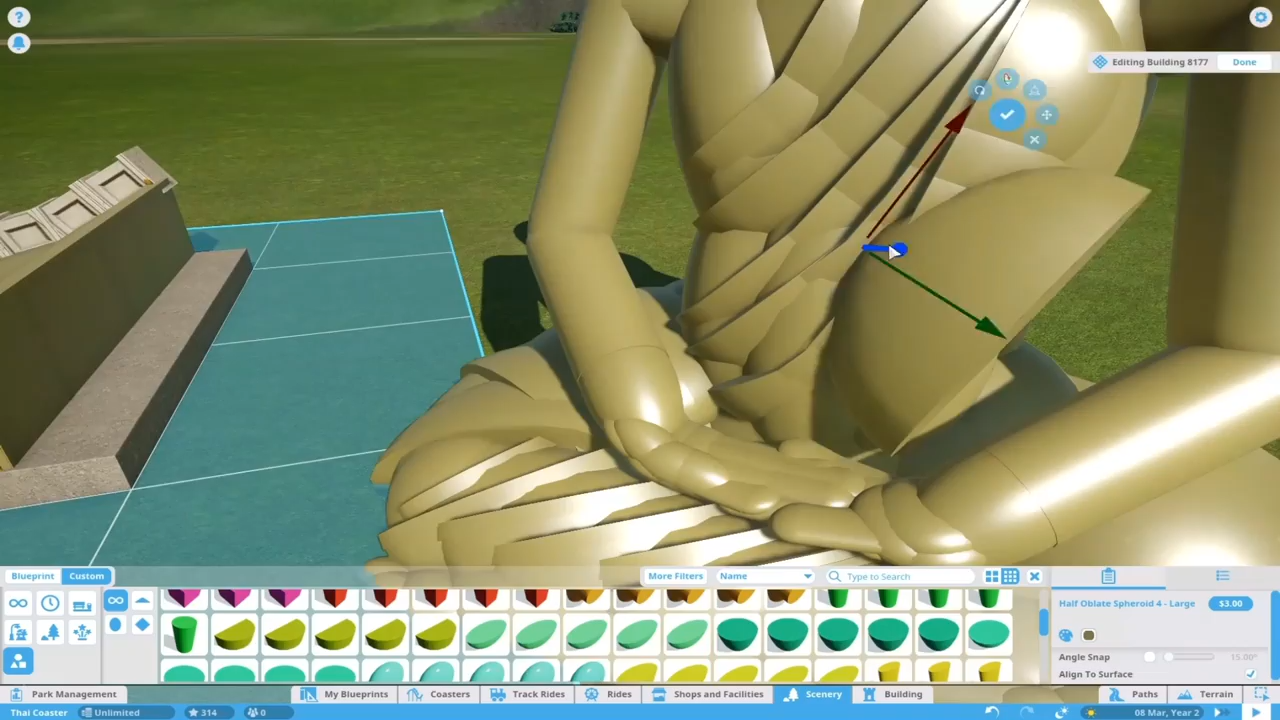 ?
Editing Building 8177
Done
Blueprint
Custom
More Filters
Name
Type to Search
Half Oblate Spheroid 4 - Large
$3.00
Angle Snap
15.00°
Align To Surface
Park Management
My Blueprints
Coasters
Track Rides
Rides
Shops and Facilities
Scenery
Building
Paths
Terrain
Thai Coaster
Unlimited
314
0
08 Mar, Year 2